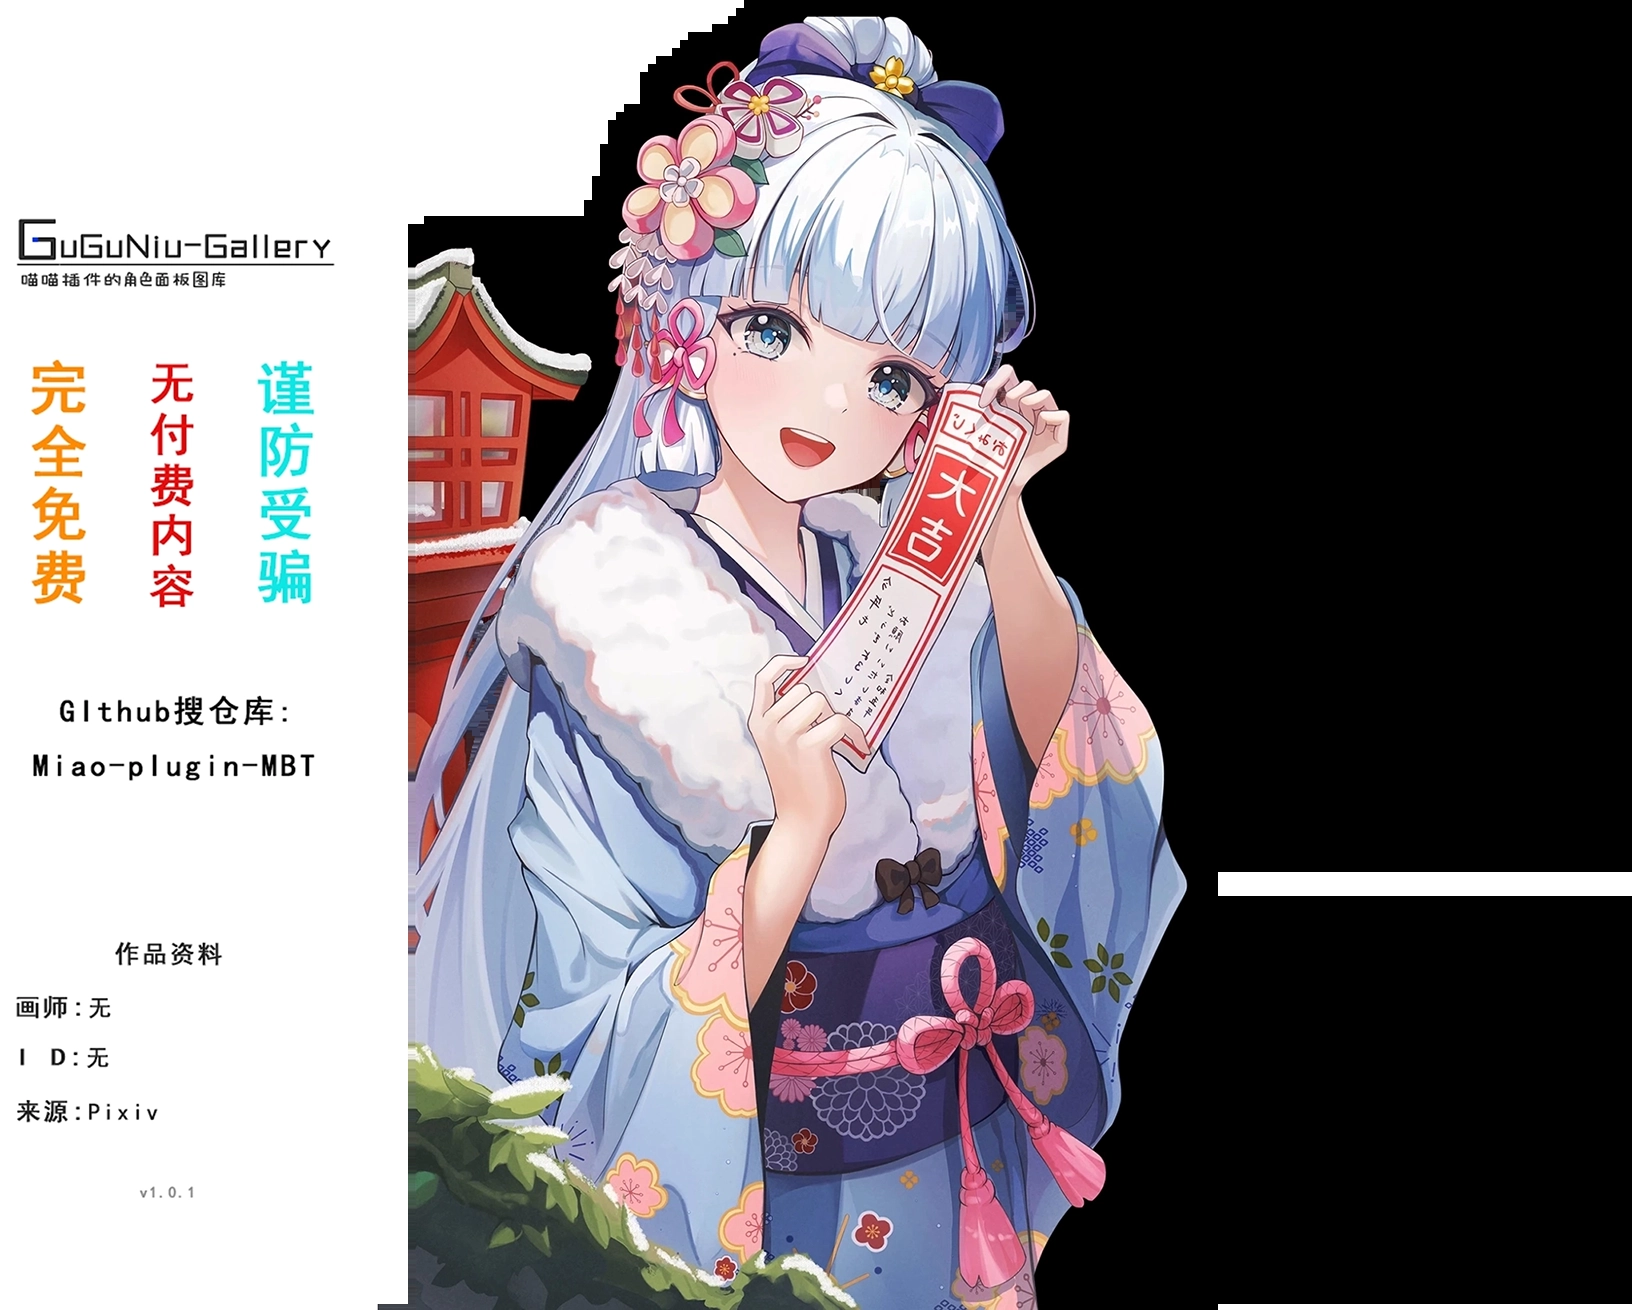 GuGuNiu-Gallery
喵喵插件的角色面板图库
完全免费
无付费内容
谨防受骗
GIthub搜仓库:
Miao-plugin-MBT
作品资料
画师:无
I D:无
来源:Pixiv
v1.0.1
大吉